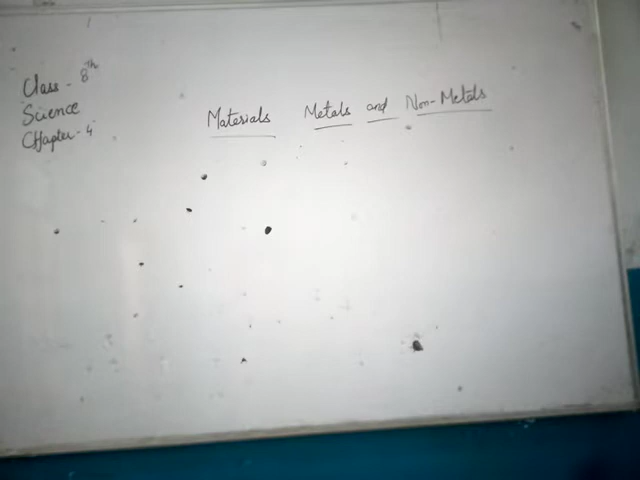 Class - 8th
Science
Chapter - 4
Materials Metals and Non-Metals